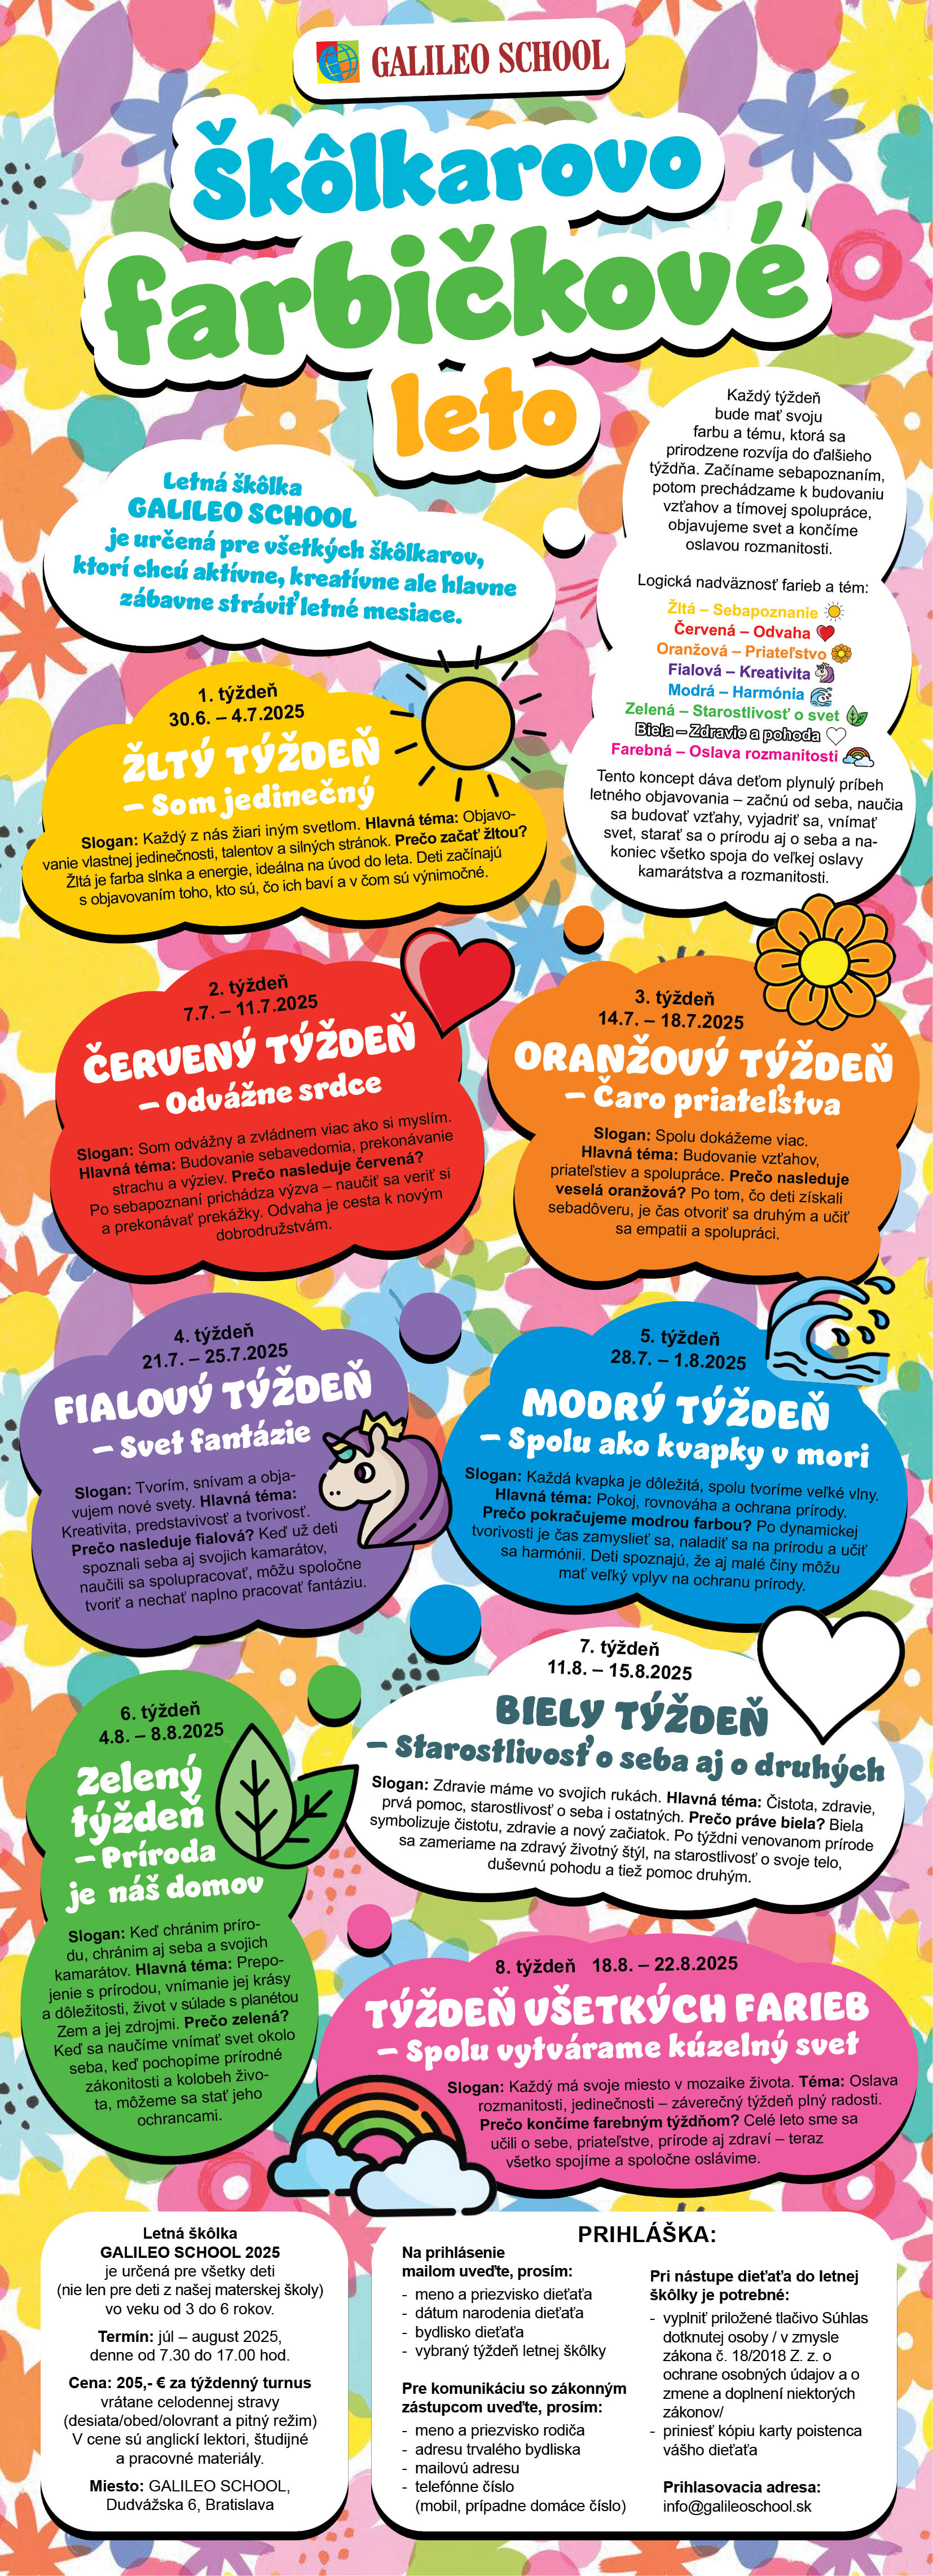 GALILEO SCHOOL
Škôlkarovo
farbičkové
leto
Letná škôlka
GALILEO SCHOOL
je určená pre všetkých škôlkarov,
ktorí chcú aktívne, kreatívne ale hlavne
zábavne stráviť letné mesiace.
Každý týždeň
bude mať svoju
farbu a tému, ktorá sa
prirodzene rozvíja do ďalšieho
týždňa. Začíname sebapoznaním,
potom prechádzame k budovaniu
vzťahov a tímovej spolupráce,
objavujeme svet a končíme
oslavou rozmanitosti.
Logická nadväznosť farieb a tém:
Žltá – Sebapoznanie
Červená – Odvaha
Oranžová – Priateľstvo
Fialová – Kreativita
Modrá – Harmónia
Zelená – Starostlivosť o svet
Biela – Zdravie a pohoda
Farebná – Oslava rozmanitosti
Tento koncept dáva deťom plynulý príbeh
letného objavovania – začnú od seba, naučia
sa budovať vzťahy, vyjadriť sa, vnímať
svet, starať sa o prírodu aj o seba a na-
koniec všetko spoja do veľkej oslavy
kamarátstva a rozmanitosti.
1. týždeň
30.6. – 4.7.2025
ŽLTÝ TÝŽDEŇ
– Som jedinečný
Slogan: Každý z nás žiari iným svetlom. Hlavná téma: Objavo-
vanie vlastnej jedinečnosti, talentov a silných stránok. Prečo začať žltou?
Žltá je farba slnka a energie, ideálna na úvod do leta. Deti začínajú
s objavovaním toho, kto sú, čo ich baví a v čom sú výnimočné.
2. týždeň
7.7. – 11.7.2025
ČERVENÝ TÝŽDEŇ
– Odvážne srdce
Slogan: Som odvážny a zvládnem viac ako si myslím.
Hlavná téma: Budovanie sebavedomia, prekonávanie
strachu a výziev. Prečo nasleduje červená?
Po sebapoznaní prichádza výzva – naučiť sa veriť si
a prekonávať prekážky. Odvaha je cesta k novým
dobrodružstvám.
3. týždeň
14.7. – 18.7.2025
ORANŽOVÝ TÝŽDEŇ
– Čaro priateľstva
Slogan: Spolu dokážeme viac.
Hlavná téma: Budovanie vzťahov,
priateľstiev a spolupráce. Prečo nasleduje
veselá oranžová? Po tom, čo deti získali
sebadôveru, je čas otvoriť sa druhým a učiť
sa empatii a spolupráci.
4. týždeň
21.7. – 25.7.2025
FIALOVÝ TÝŽDEŇ
– Svet fantázie
Slogan: Tvorím, snívam a obja-
vujem nové svety. Hlavná téma:
Kreativita, predstavivosť a tvorivosť.
Prečo nasleduje fialová? Keď už deti
spoznali seba aj svojich kamarátov,
naučili sa spolupracovať, môžu spoločne
tvoriť a nechať naplno pracovať fantáziu.
5. týždeň
28.7. – 1.8.2025
MODRÝ TÝŽDEŇ
– Spolu ako kvapky v mori
Slogan: Každá kvapka je dôležitá, spolu tvoríme veľké vlny.
Hlavná téma: Pokoj, rovnováha a ochrana prírody.
Prečo pokračujeme modrou farbou? Po dynamickej
tvorivosti je čas zamyslieť sa, naladiť sa na prírodu a učiť
sa harmónii. Deti spoznajú, že aj malé činy môžu
mať veľký vplyv na ochranu prírody.
6. týždeň
4.8. – 8.8.2025
Zelený
týždeň
– Príroda
je náš domov
Slogan: Keď chránim príro-
du, chránim aj seba a svojich
kamarátov. Hlavná téma: Prepo-
jenie s prírodou, vnímanie jej krásy
a dôležitosti, život v súlade s planétou
Zem a jej zdrojmi. Prečo zelená?
Keď sa naučíme vnímať svet okolo
seba, keď pochopíme prírodné
zákonitosti a kolobeh živo-
ta, môžeme sa stať jeho
ochrancami.
7. týždeň
11.8. – 15.8.2025
BIELY TÝŽDEŇ
– Starostlivosť o seba aj o druhých
Slogan: Zdravie máme vo svojich rukách. Hlavná téma: Čistota, zdravie,
prvá pomoc, starostlivosť o seba i ostatných. Prečo práve biela? Biela
symbolizuje čistotu, zdravie a nový začiatok. Po týždni venovanom prírode
sa zameriame na zdravý životný štýl, na starostlivosť o svoje telo,
duševnú pohodu a tiež pomoc druhým.
8. týždeň 18.8. – 22.8.2025
TÝŽDEŇ VŠETKÝCH FARIEB
– Spolu vytvárame kúzelný svet
Slogan: Každý má svoje miesto v mozaike života. Téma: Oslava
rozmanitosti, jedinečnosti – záverečný týždeň plný radosti.
Prečo končíme farebným týždňom? Celé leto sme sa
učili o sebe, priateľstve, prírode aj zdraví – teraz
všetko spojíme a spoločne oslávime.
Letná škôlka
GALILEO SCHOOL 2025
je určená pre všetky deti
(nie len pre deti z našej materskej školy)
vo veku od 3 do 6 rokov.
Termín: júl – august 2025,
denne od 7.30 do 17.00 hod.
Cena: 205,- € za týždenný turnus
vrátane celodennej stravy
(desiata/obed/olovrant a pitný režim)
V cene sú anglickí lektori, študijné
a pracovné materiály.
Miesto: GALILEO SCHOOL,
Dudvážska 6, Bratislava
PRIHLÁŠKA:
Na prihlásenie
mailom uveďte, prosím:
- meno a priezvisko dieťaťa
- dátum narodenia dieťaťa
- bydlisko dieťaťa
- vybraný týždeň letnej škôlky
Pre komunikáciu so zákonným
zástupcom uveďte, prosím:
- meno a priezvisko rodiča
- adresu trvalého bydliska
- mailovú adresu
- telefónne číslo
(mobil, prípadne domáce číslo)
Pri nástupe dieťaťa do letnej
škôlky je potrebné:
- vyplniť priložené tlačivo Súhlas
dotknutej osoby / v zmysle
zákona č. 18/2018 Z. z. o
ochrane osobných údajov a o
zmene a doplnení niektorých
zákonov/
- priniesť kópiu karty poistenca
vášho dieťaťa
Prihlasovacia adresa:
info@galileoschool.sk